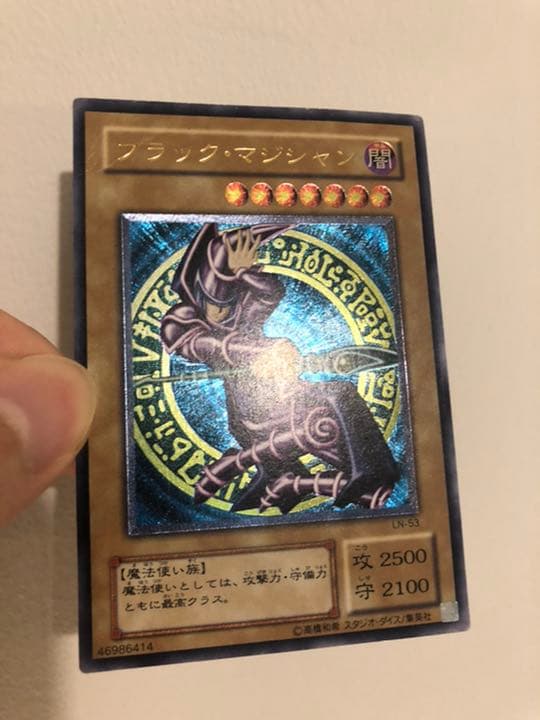 ブラック・マジシャン
闇
LN-53
【魔法使い族】
魔法使いとしては、攻撃力・守備力
ともに最高クラス。
攻 2500
守 2100
46986414
©高橋和希 スタジオ・ダイス/集英社